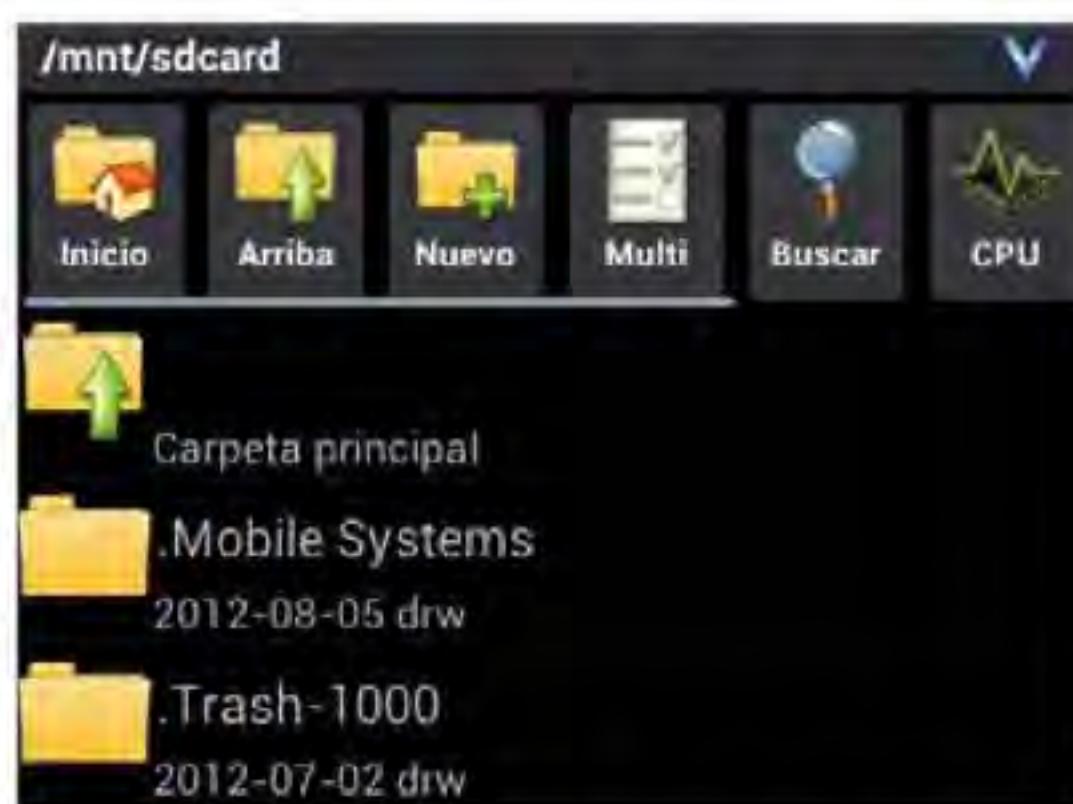 /mnt/sdcard
Inicio Arriba Nuevo Multi Buscar CPU
Carpeta principal
.Mobile Systems
2012-08-05 drw
.Trash-1000
2012-07-02 drw